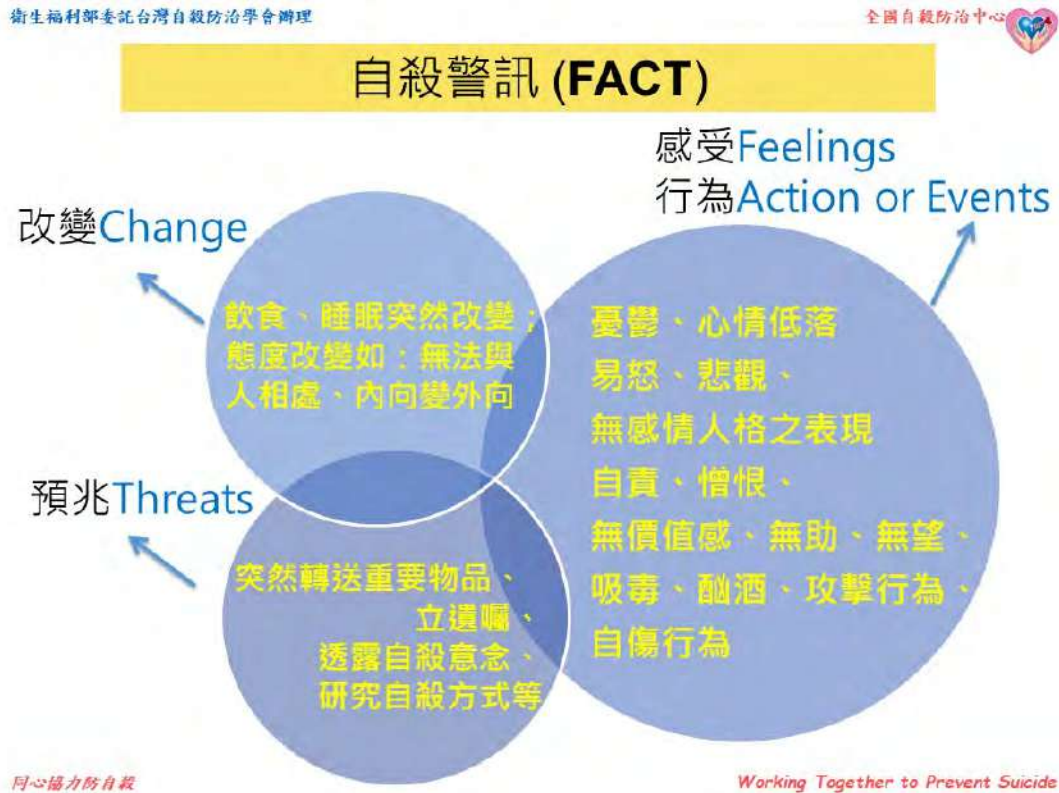 衛生福利部委託台灣自殺防治學會辦理
全國自殺防治中心
自殺警訊 (FACT)
感受Feelings
行為Action or Events
改變Change
飲食、睡眠突然改變；
態度改變如：無法與
人相處、內向變外向
憂鬱、心情低落
易怒、悲觀、
無感情人格之表現
自責、憎恨、
無價值感、無助、無望、
吸毒、酗酒、攻擊行為、
自傷行為
預兆Threats
突然轉送重要物品、
立遺囑、
透露自殺意念、
研究自殺方式等
同心協力防自殺
Working Together to Prevent Suicide